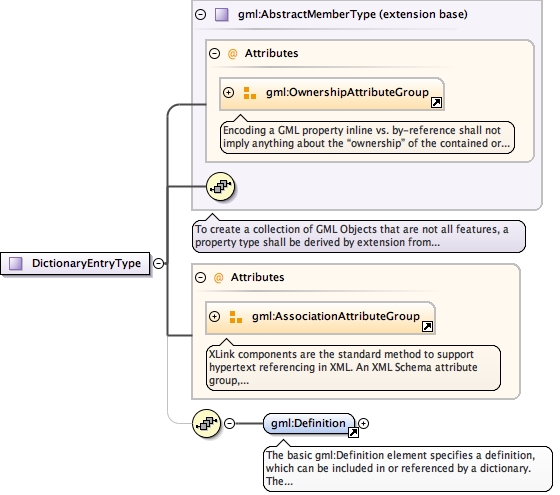 gml:AbstractMemberType (extension base)
@ Attributes
gml:OwnershipAttributeGroup
Encoding a GML property inline vs. by-reference shall not
imply anything about the "ownership" of the contained or...
To create a collection of GML Objects that are not all features, a
property type shall be derived by extension from...
DictionaryEntryType
@ Attributes
gml:AssociationAttributeGroup
XLink components are the standard method to support
hypertext referencing in XML. An XML Schema attribute
group,...
gml:Definition
The basic gml:Definition element specifies a definition,
which can be included in or referenced by a dictionary.
The...